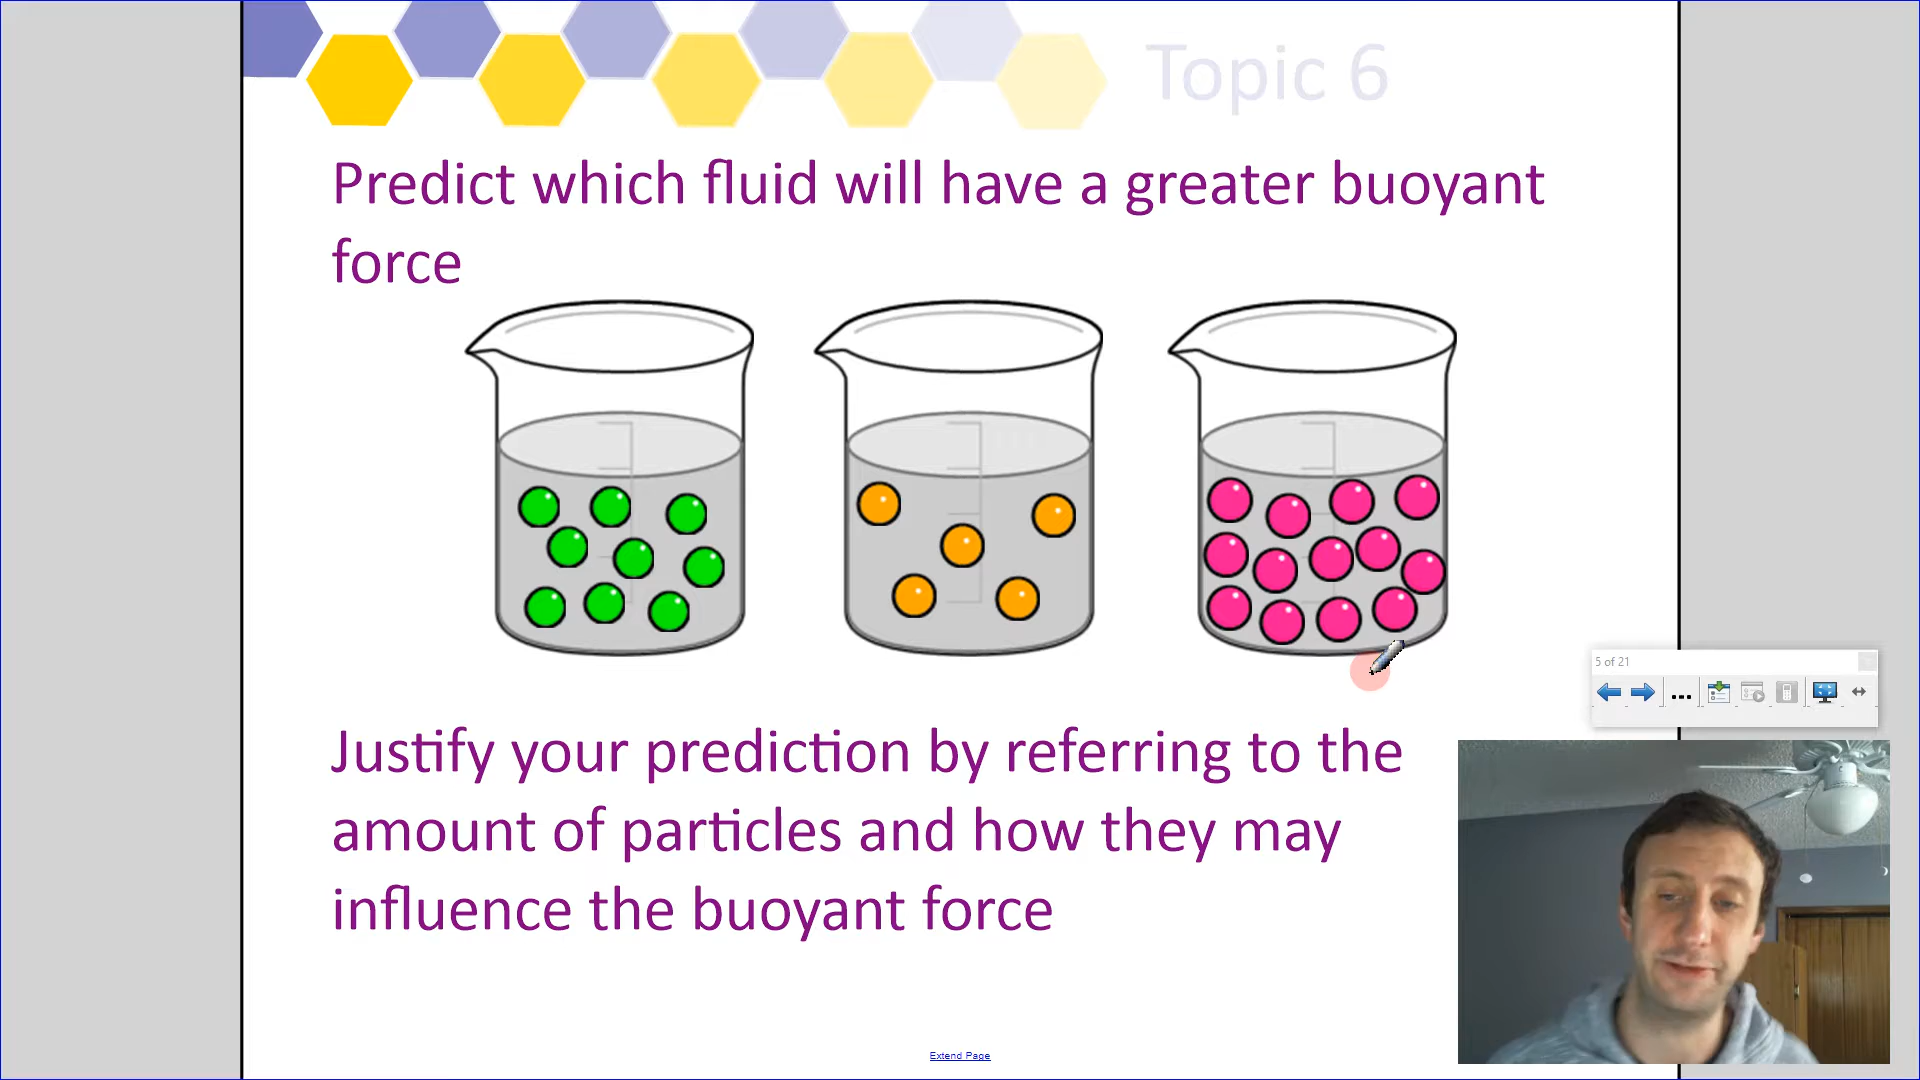 Topic 6
Predict which fluid will have a greater buoyant
force
5 of 21
Justify your prediction by referring to the
amount of particles and how they may
influence the buoyant force
Extend Page